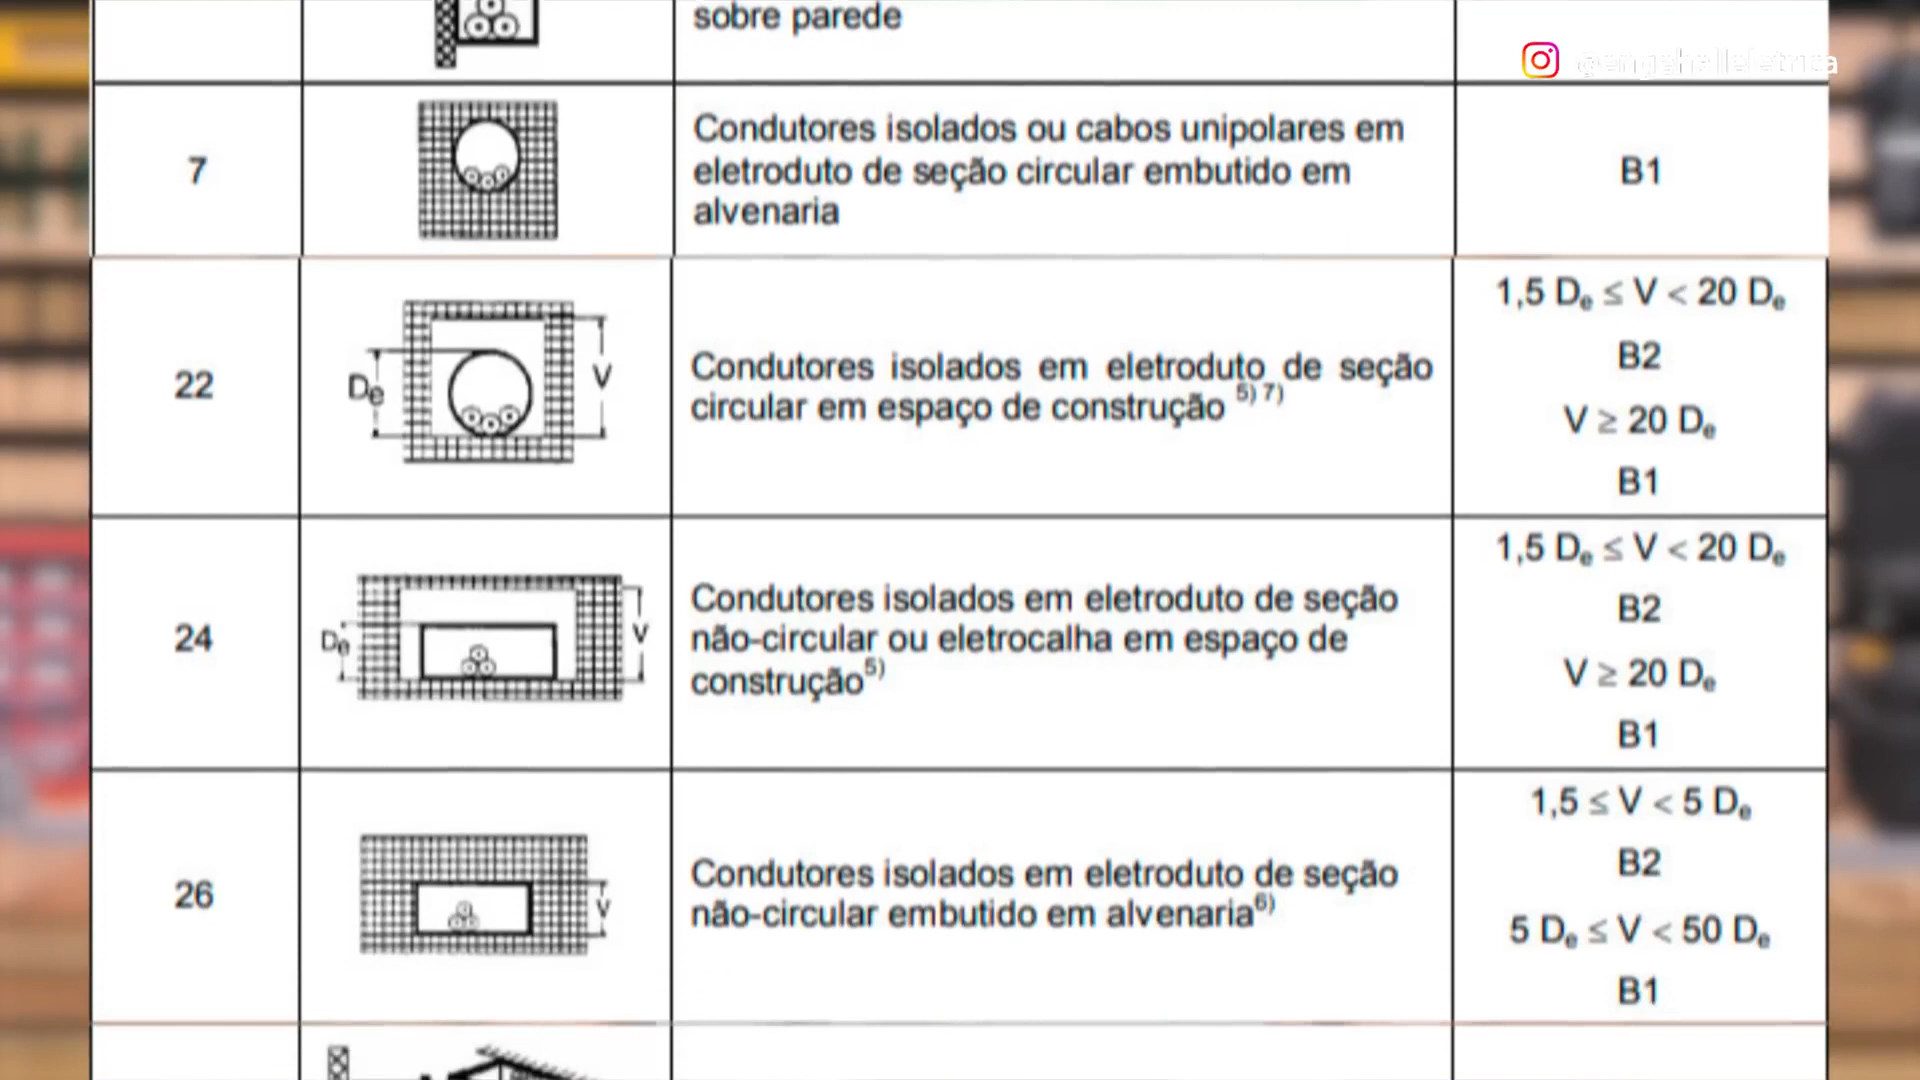 sobre parede
@engehalleletrica
7
Condutores isolados ou cabos unipolares em
eletroduto de seção circular embutido em
alvenaria
B1
22
De
V
Condutores isolados em eletroduto de seção
circular em espaço de construção 5) 7)
1,5 De ≤ V < 20 De
B2
V ≥ 20 De
B1
24
De
V
Condutores isolados em eletroduto de seção
não-circular ou eletrocalha em espaço de
construção5)
1,5 De ≤ V < 20 De
B2
V ≥ 20 De
B1
26
V
Condutores isolados em eletroduto de seção
não-circular embutido em alvenaria6)
1,5 ≤ V < 5 De
B2
5 De ≤ V < 50 De
B1